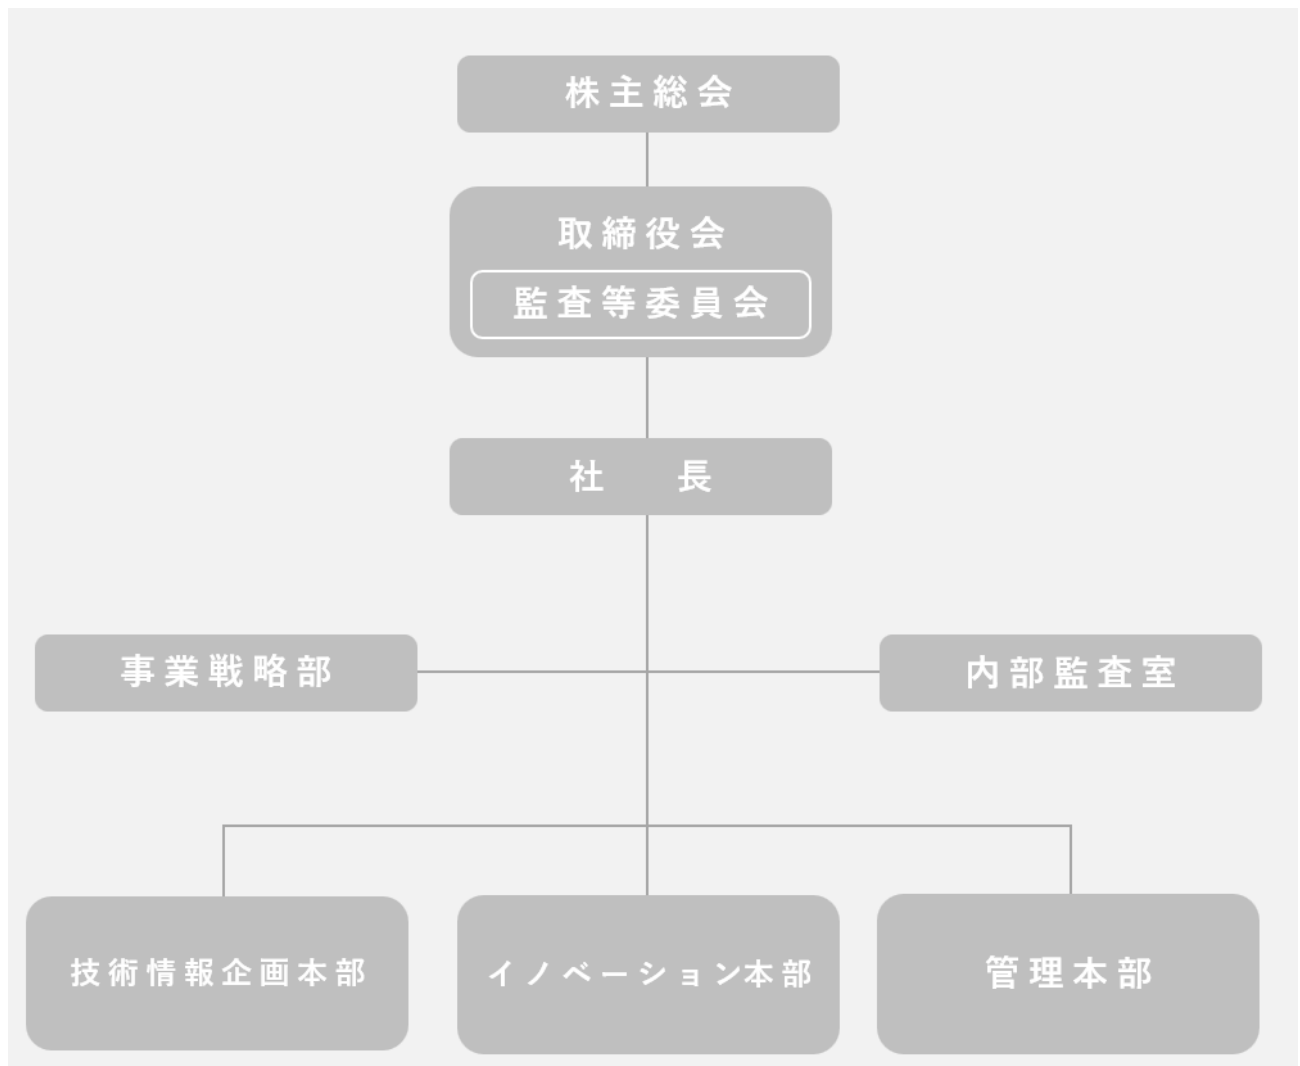 株主総会
取締役会
監査等委員会
社　　長
事業戦略部
内部監査室
技術情報企画本部
イノベーション本部
管理本部